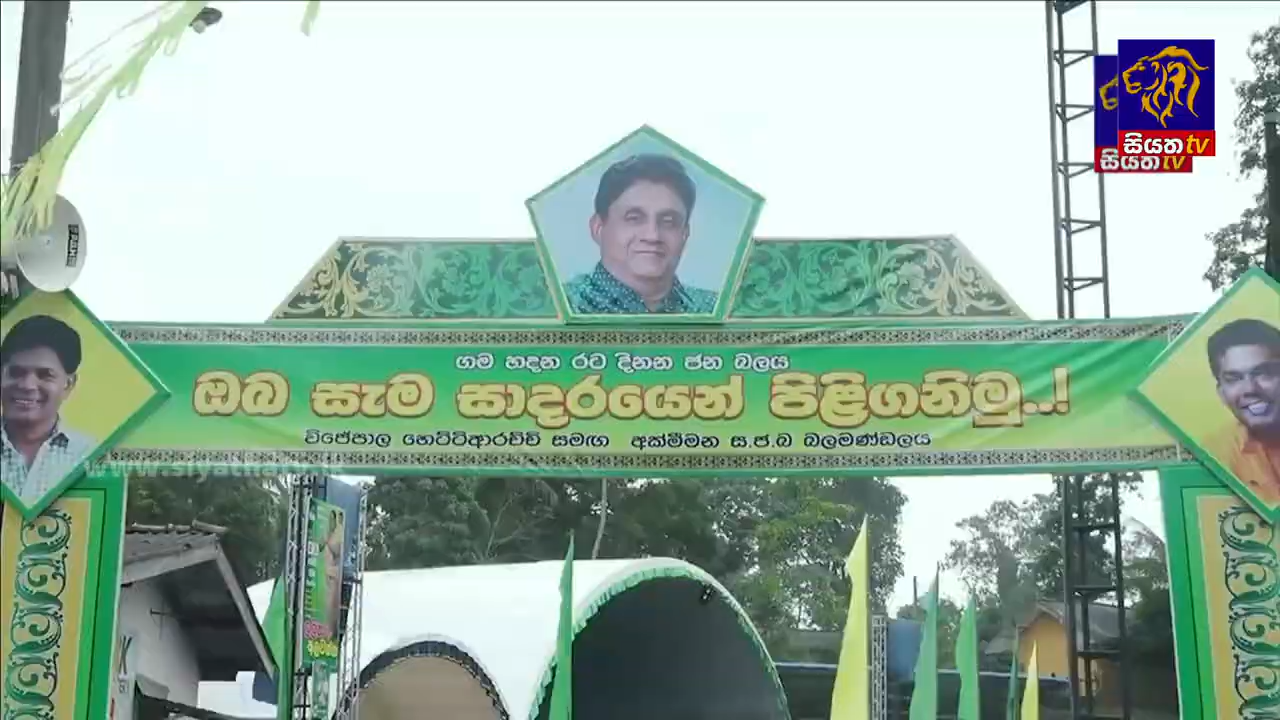 සියත tv
සියත tv
ගම හදන රට දිනන ජන බලය
ඔබ සැම සාදරයෙන් පිළිගනිමු..!
විජේපාල හෙට්ටිආරච්චි සමඟ අක්මීමන ස.ජ.බ බලමණ්ඩලය